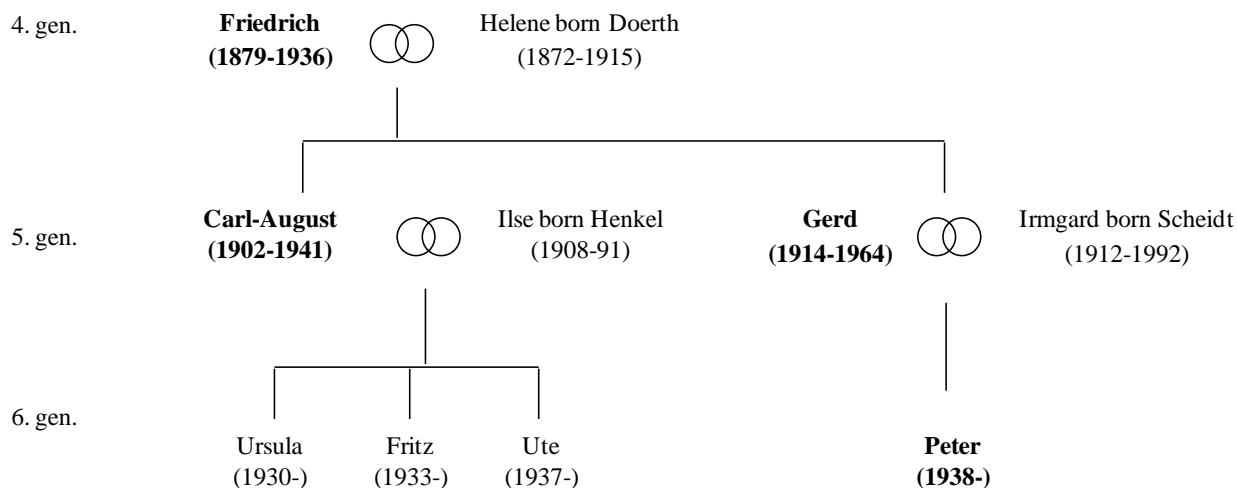 4. gen.
Friedrich
(1879-1936)
Helene born Doerth
(1872-1915)
5. gen.
Carl-August
(1902-1941)
Ilse born Henkel
(1908-91)
Gerd
(1914-1964)
Irmgard born Scheidt
(1912-1992)
6. gen.
Ursula
(1930-)
Fritz
(1933-)
Ute
(1937-)
Peter
(1938-)